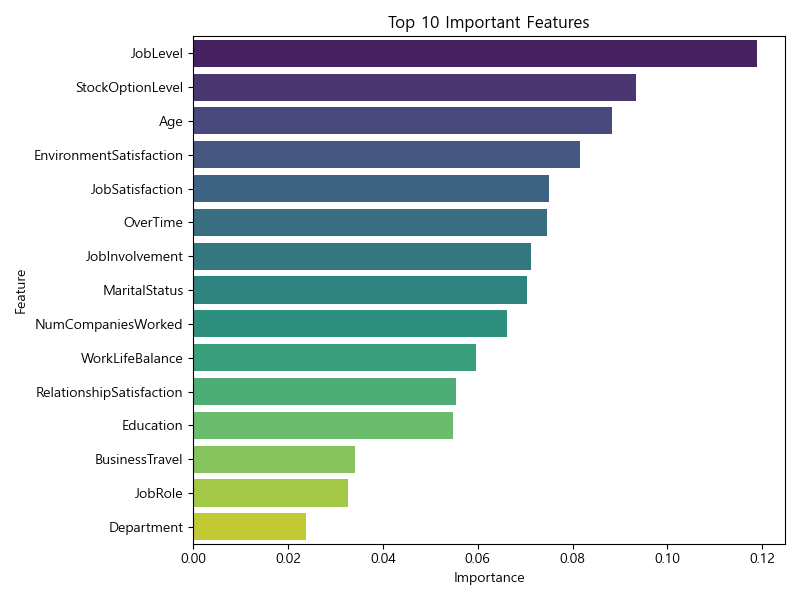 Top 10 Important Features
JobLevel
StockOptionLevel
Age
EnvironmentSatisfaction
JobSatisfaction
OverTime
JobInvolvement
MaritalStatus
NumCompaniesWorked
WorkLifeBalance
RelationshipSatisfaction
Education
BusinessTravel
JobRole
Department
Feature
0.00 0.02 0.04 0.06 0.08 0.10 0.12
Importance